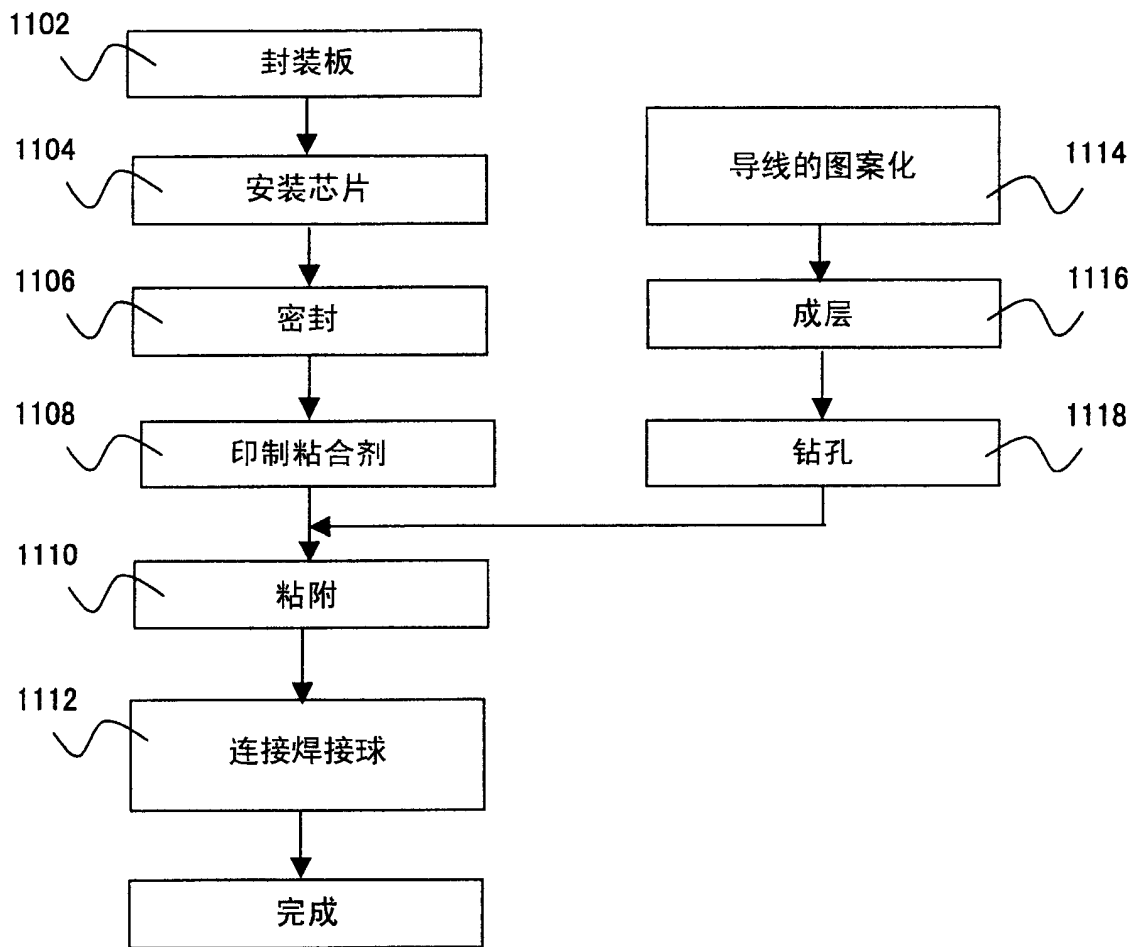 1102
封装板
1104
安装芯片
1106
密封
1108
印制粘合剂
1110
粘附
1112
连接焊接球
完成
导线的图案化
1114
成层
1116
钻孔
1118